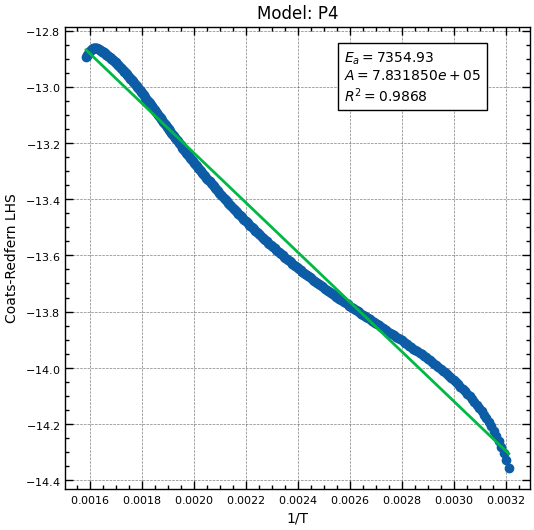 Model: P4
−12.8
−13.0
−13.2
−13.4
−13.6
−13.8
−14.0
−14.2
−14.4
Coats-Redfern LHS
Eₐ = 7354.93
A = 7.831850e + 05
R² = 0.9868
0.0016 0.0018 0.0020 0.0022 0.0024 0.0026 0.0028 0.0030 0.0032
1/T